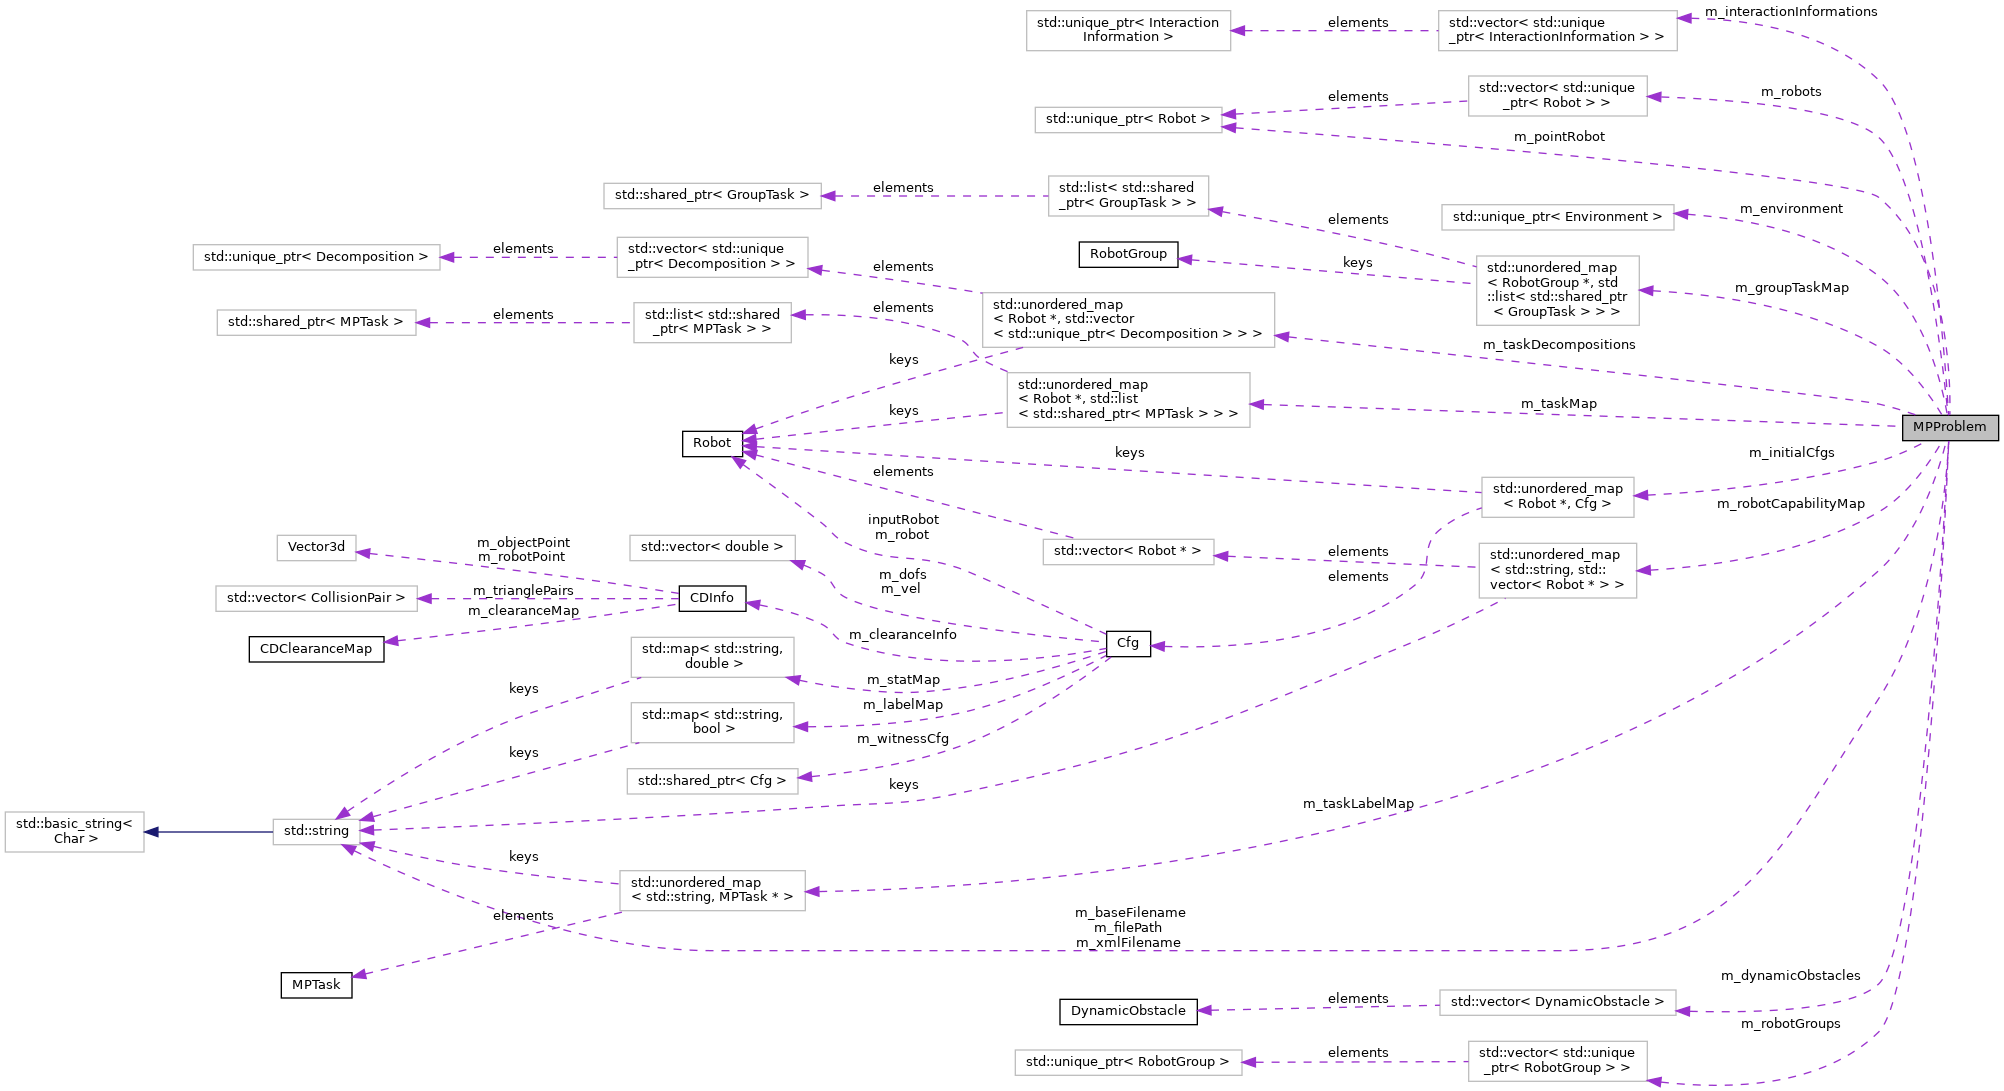 m_interactionInformations
std::unique_ptr< Interaction
Information >
elements
std::vector< std::unique
_ptr< InteractionInformation > >
std::vector< std::unique
_ptr< Robot > >
m_robots
elements
std::unique_ptr< Robot >
m_pointRobot
std::shared_ptr< GroupTask >
elements
std::list< std::shared
_ptr< GroupTask > >
std::unique_ptr< Environment >
m_environment
elements
std::unique_ptr< Decomposition >
elements
std::vector< std::unique
_ptr< Decomposition > >
elements
RobotGroup
keys
std::unordered_map
< RobotGroup *, std
::list< std::shared_ptr
< GroupTask > > >
m_groupTaskMap
std::shared_ptr< MPTask >
elements
std::list< std::shared
_ptr< MPTask > >
elements
std::unordered_map
< Robot *, std::vector
< std::unique_ptr< Decomposition > > >
m_taskDecompositions
keys
std::unordered_map
< Robot *, std::list
< std::shared_ptr< MPTask > > >
m_taskMap
keys
MPProblem
Robot
keys
elements
m_initialCfgs
std::unordered_map
< Robot *, Cfg >
m_robotCapabilityMap
inputRobot
m_robot
Vector3d
m_objectPoint
m_robotPoint
std::vector< double >
std::vector< Robot * >
elements
std::unordered_map
< std::string, std::
vector< Robot * > >
elements
m_dofs
m_vel
std::vector< CollisionPair >
m_trianglePairs
CDInfo
m_clearanceMap
CDClearanceMap
m_clearanceInfo
Cfg
std::map< std::string,
double >
m_statMap
keys
m_labelMap
std::map< std::string,
bool >
m_witnessCfg
keys
std::shared_ptr< Cfg >
keys
m_taskLabelMap
std::basic_string<
Char >
std::string
keys
std::unordered_map
< std::string, MPTask * >
elements
m_baseFilename
m_filePath
m_xmlFilename
MPTask
m_dynamicObstacles
DynamicObstacle
elements
std::vector< DynamicObstacle >
m_robotGroups
std::unique_ptr< RobotGroup >
elements
std::vector< std::unique
_ptr< RobotGroup > >